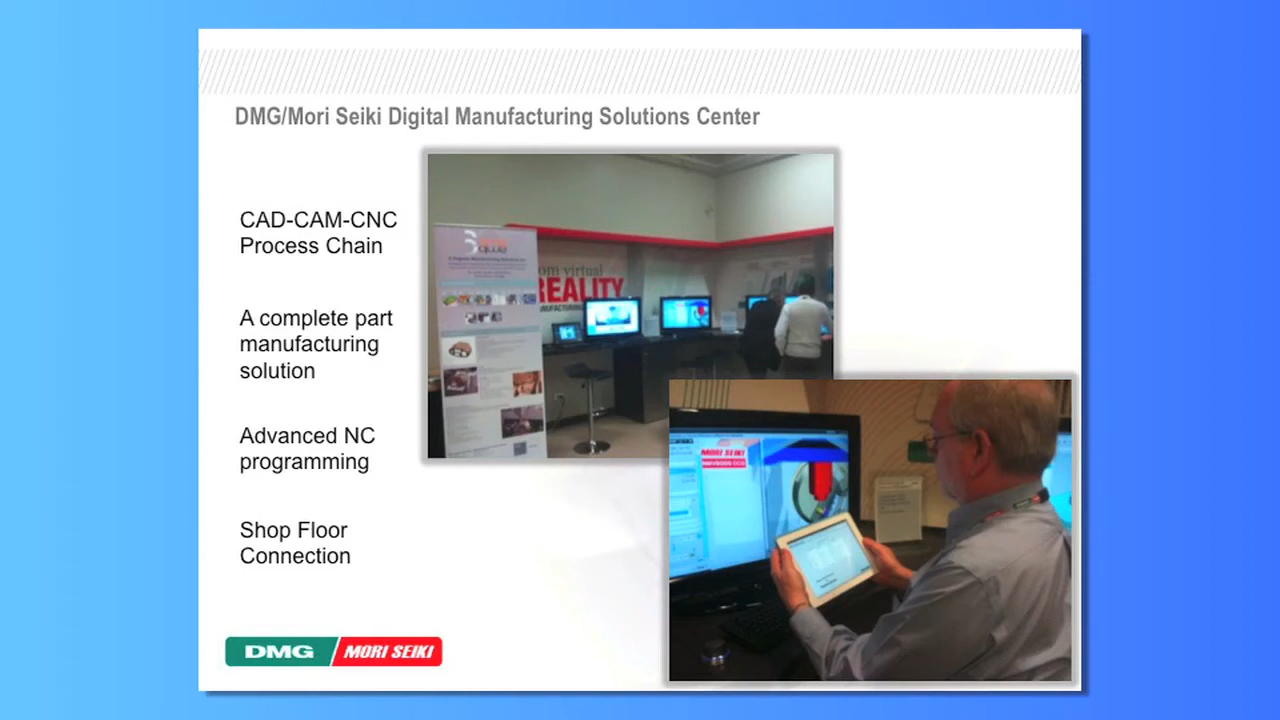 DMG/Mori Seiki Digital Manufacturing Solutions Center
CAD-CAM-CNC
Process Chain
A complete part
manufacturing
solution
Advanced NC
programming
Shop Floor
Connection
virtual
REALITY
MORI SEIKI
DMG MORI SEIKI